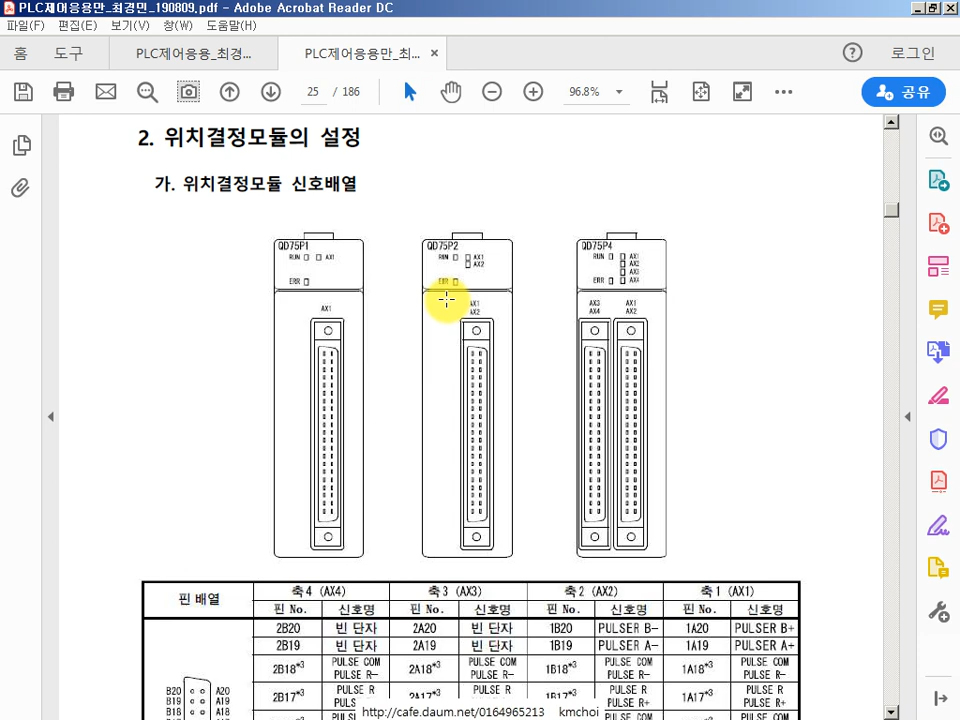 PLC제어응용만_최경민_190809.pdf - Adobe Acrobat Reader DC
파일(F) 편집(E) 보기(V) 창(W) 도움말(H)
홈 도구 PLC제어응용_최경... PLC제어응용만_최... × 로그인
25 / 186 96.8% 공유
2. 위치결정모듈의 설정
가. 위치결정모듈 신호배열
QD75P1 QD75P2 QD75P4
RUN AX1 RUN AX1 RUN AX1
AX2 AX2
AX3
ERR ERR ERR AX4
AX1 AX1 AX3 AX1
AX2 AX4 AX2
핀 배열 축4 (AX4) 축3 (AX3) 축2 (AX2) 축1 (AX1)
핀 No. 신호명 핀 No. 신호명 핀 No. 신호명 핀 No. 신호명
2B20 빈 단자 2A20 빈 단자 1B20 PULSER B- 1A20 PULSER B+
2B19 빈 단자 2A19 빈 단자 1B19 PULSER A- 1A19 PULSER A+
2B18*3 PULSE COM 2A18*3 PULSE COM 1B18*3 PULSE COM 1A18*3 PULSE COM
PULSE R- PULSE R- PULSE R- PULSE R-
2B17*3 PULSE R 2A17*3 PULSE R 1B17*3 PULSE R 1A17*3 PULSE R
PULSE R+ PULSE R+
B20 A20
B19 A19
B18 A18
http://cafe.daum.net/0164965213 kmchoi